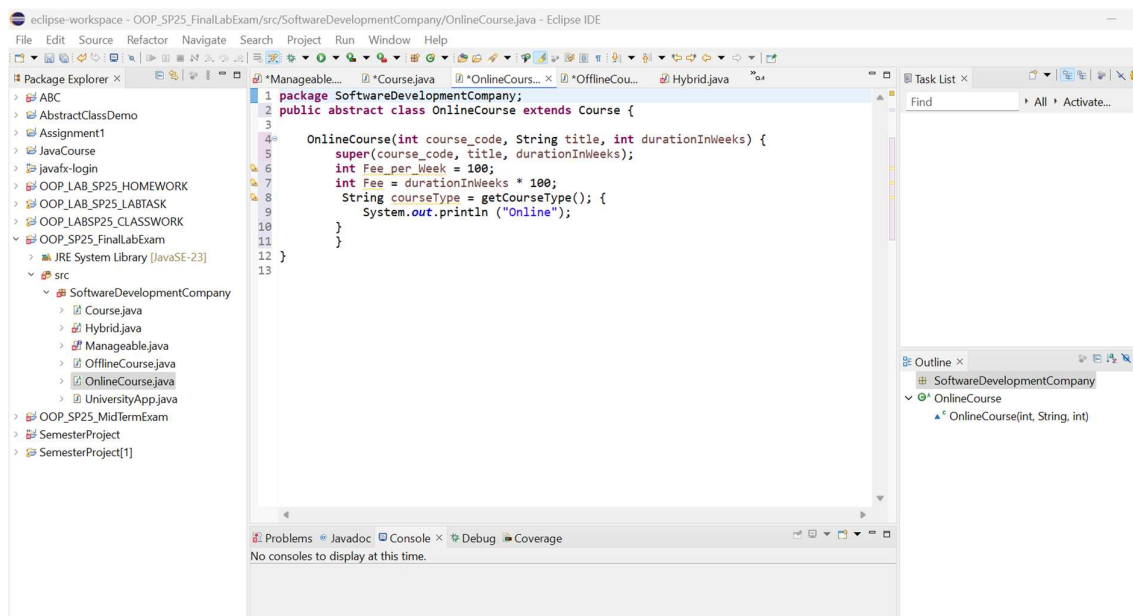 eclipse-workspace - OOP_SP25_FinalLabExam/src/SoftwareDevelopmentCompany/OnlineCourse.java - Eclipse IDE
File Edit Source Refactor Navigate Search Project Run Window Help
Package Explorer
ABC
AbstractClassDemo
Assignment1
JavaCourse
javafx-login
OOP_LAB_SP25_HOMEWORK
OOP_LAB_SP25_LABTASK
OOP_LABSP25_CLASSWORK
OOP_SP25_FinalLabExam
JRE System Library [JavaSE-23]
src
SoftwareDevelopmentCompany
Course.java
Hybrid.java
Manageable.java
OfflineCourse.java
OnlineCourse.java
UniversityApp.java
OOP_SP25_MidTermExam
SemesterProject
SemesterProject[1]
*Manageable.... *Course.java *OnlineCours... *OfflineCou... Hybrid.java
1 package SoftwareDevelopmentCompany;
2 public abstract class OnlineCourse extends Course {
3
4 OnlineCourse(int course_code, String title, int durationInWeeks) {
5 super(course_code, title, durationInWeeks);
6 int Fee_per_Week = 100;
7 int Fee = durationInWeeks * 100;
8 String courseType = getCourseType(); {
9 System.out.println ("Online");
10 }
11 }
12 }
13
Problems Javadoc Console Debug Coverage
No consoles to display at this time.
Task List
Find All Activate...
Outline
SoftwareDevelopmentCompany
OnlineCourse
OnlineCourse(int, String, int)